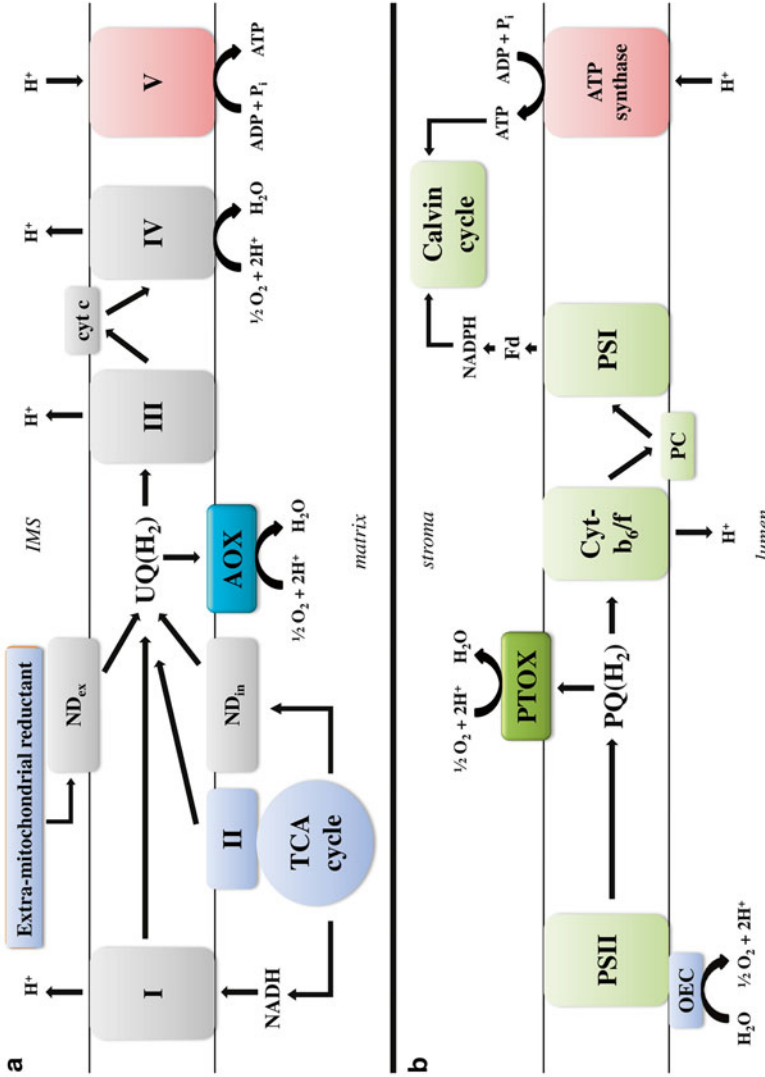 a
IMS
Extra-mitochondrial reductant
H⁺
H⁺
H⁺
H⁺
cyt c
ND_ex
I
UQ(H₂)
III
IV
V
II
ND_in
AOX
NADH
TCA
cycle
½ O₂ + 2H⁺
H₂O
½ O₂ + 2H⁺
H₂O
ADP + Pᵢ
ATP
matrix
b
stroma
½ O₂ + 2H⁺
H₂O
NADPH
Fd
Calvin
cycle
ATP
ADP + Pᵢ
PTOX
PSII
PQ(H₂)
Cyt-
b₆/f
PSI
ATP
synthase
OEC
PC
H₂O
½ O₂ + 2H⁺
H⁺
H⁺
lumen